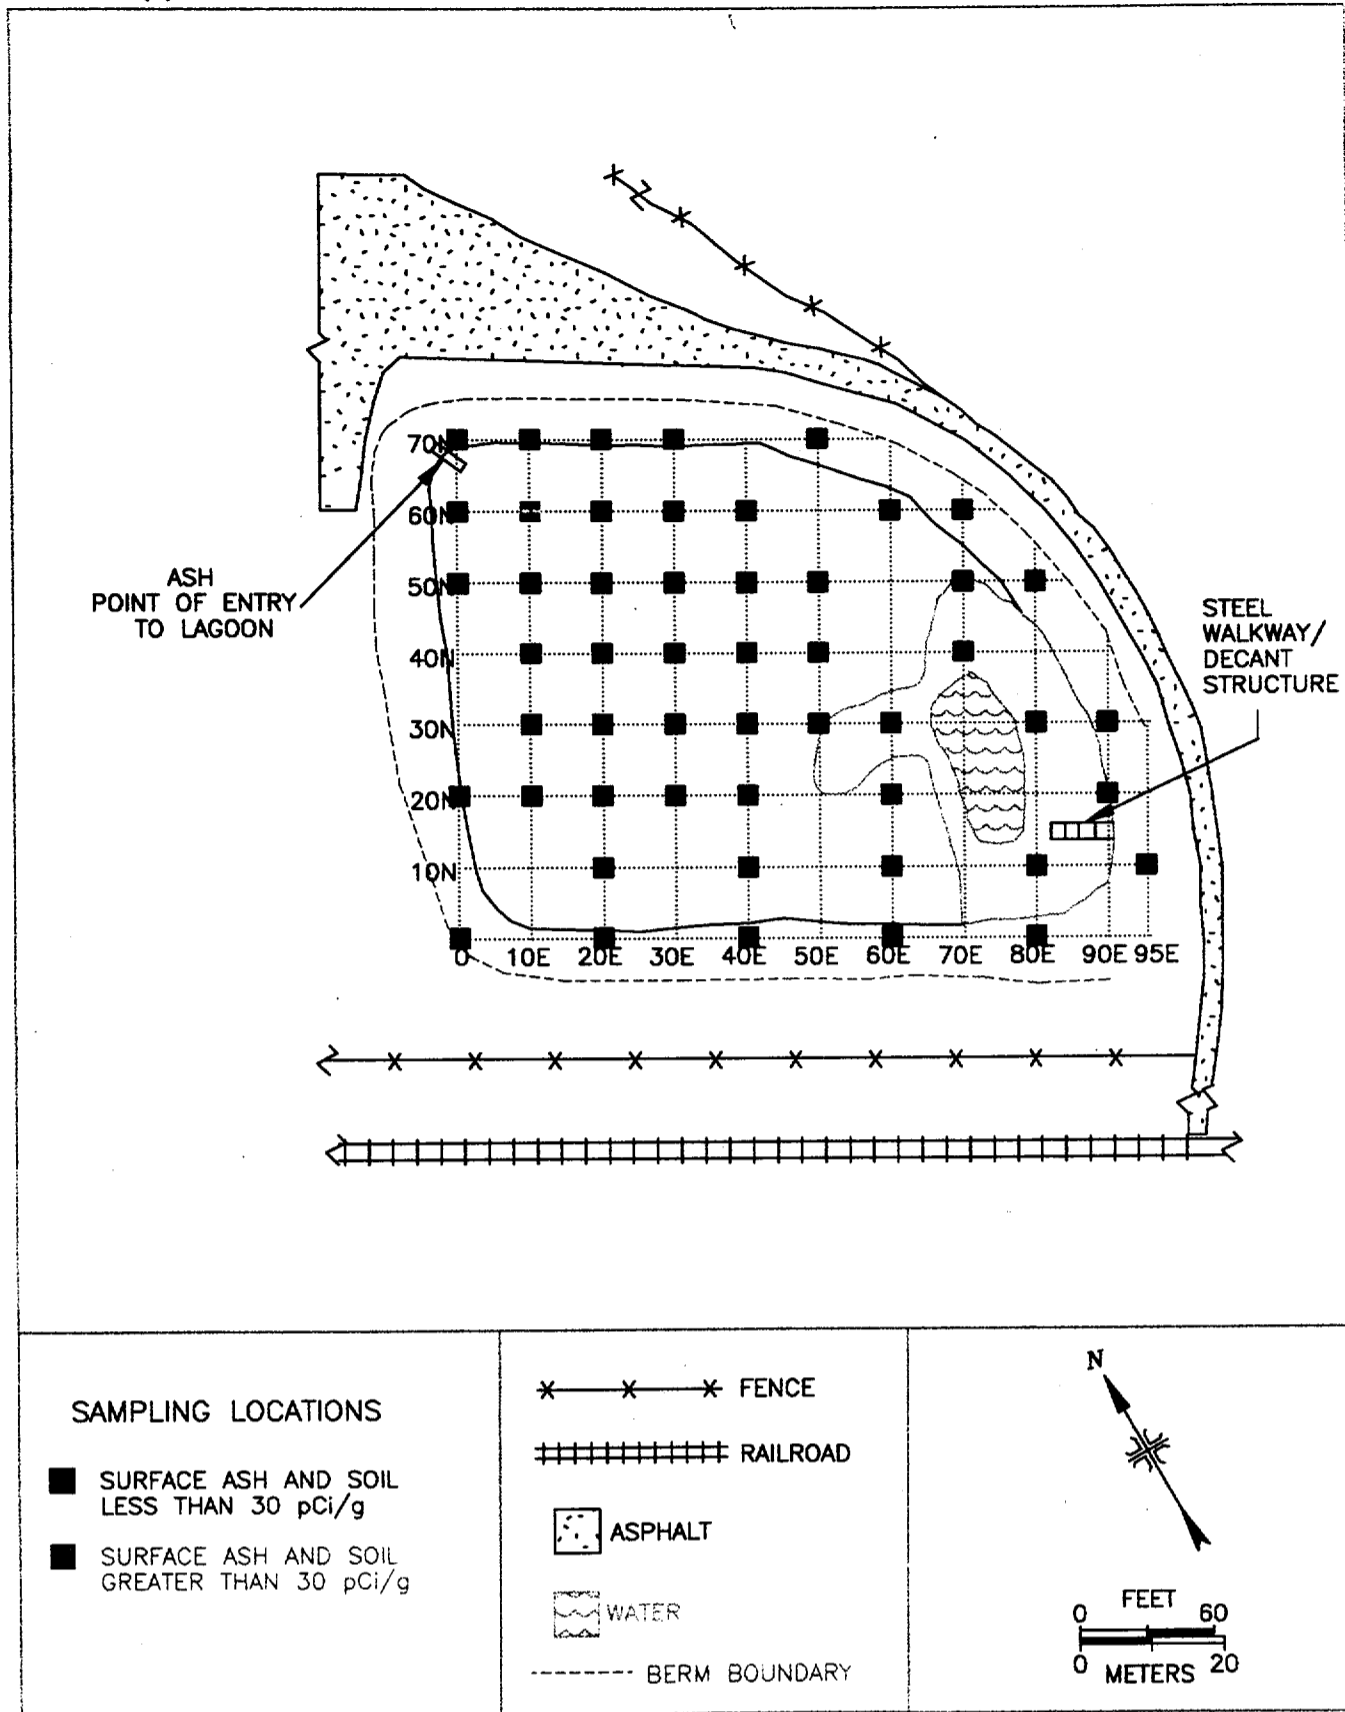 70N
60N
50N
40N
30N
20N
10N
0 10E 20E 30E 40E 50E 60E 70E 80E 90E 95E
ASH
POINT OF ENTRY
TO LAGOON
STEEL
WALKWAY/
DECANT
STRUCTURE
SAMPLING LOCATIONS
SURFACE ASH AND SOIL
LESS THAN 30 pCi/g
SURFACE ASH AND SOIL
GREATER THAN 30 pCi/g
FENCE
RAILROAD
ASPHALT
WATER
BERM BOUNDARY
N
FEET
0 60
0 METERS 20